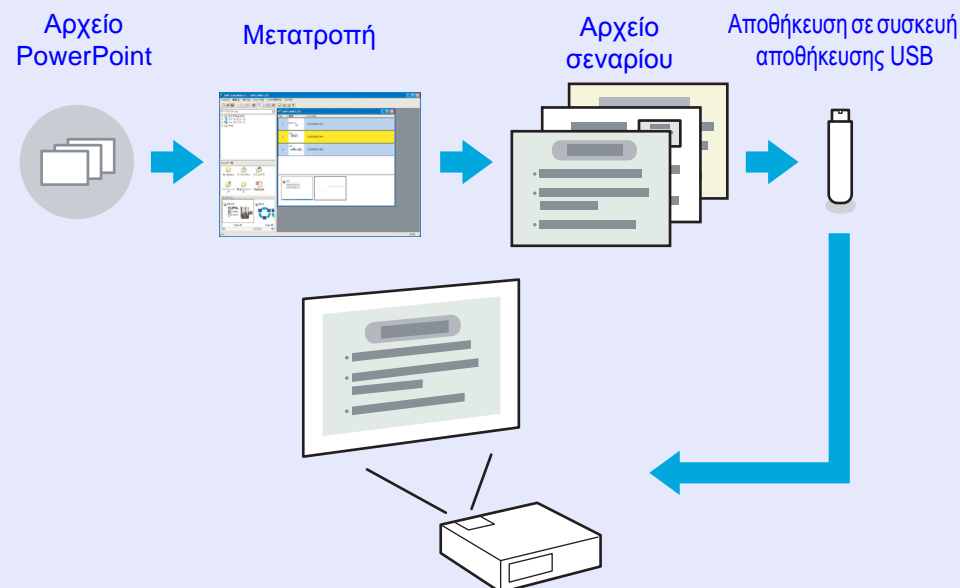 Αρχείο
PowerPoint
Μετατροπή
Αρχείο
σεναρίου
Αποθήκευση σε συσκευή
αποθήκευσης USB